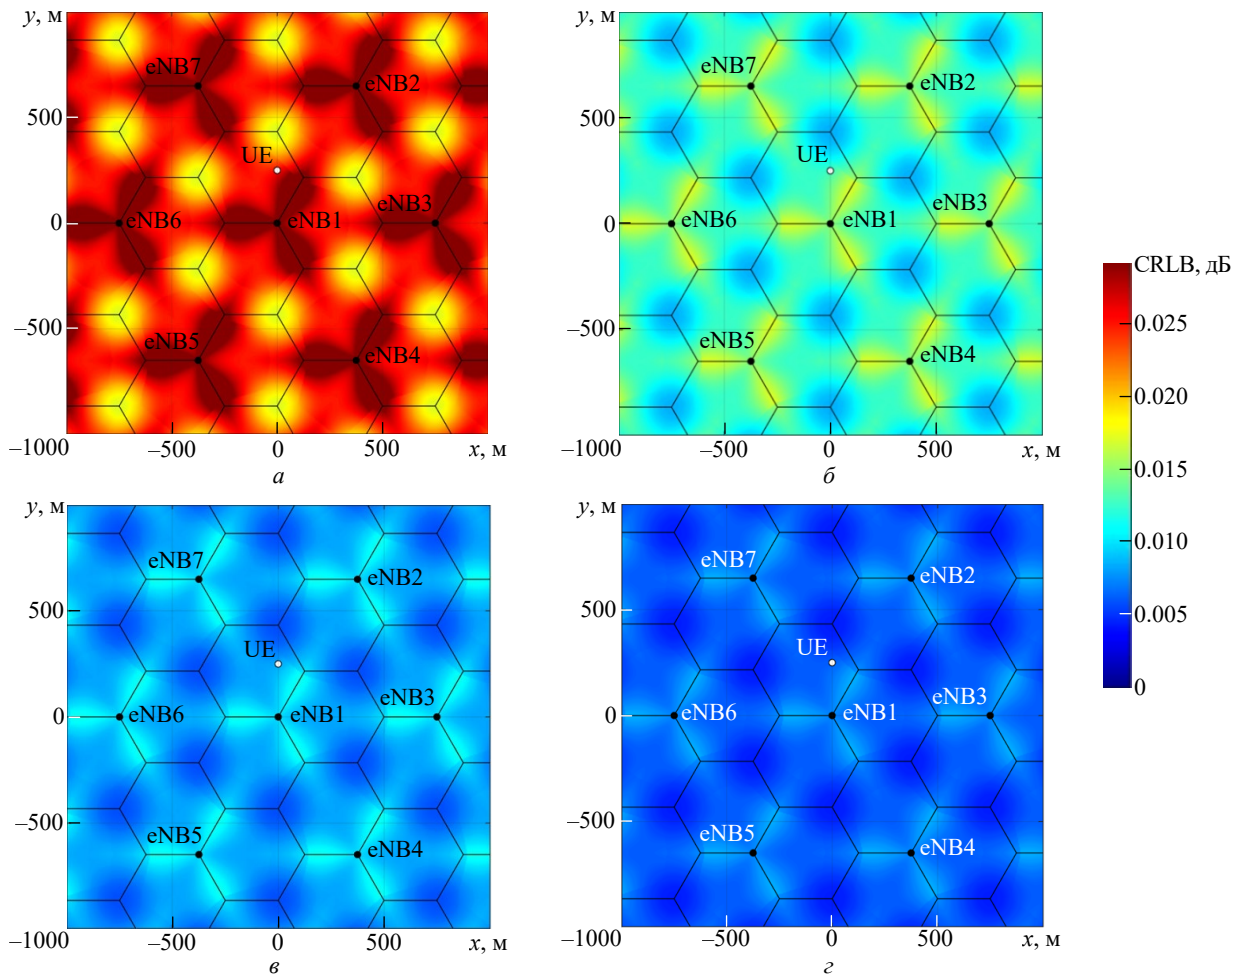 y, м
eNB7
eNB2
500
UE
eNB3
0
eNB6
eNB1
–500
eNB5
eNB4
–1000
–500
0
500
x, м
а
y, м
eNB7
eNB2
500
UE
eNB3
0
eNB6
eNB1
–500
eNB5
eNB4
–1000
–500
0
500
x, м
б
CRLB, дБ
0.025
0.020
0.015
0.010
0.005
0
y, м
eNB7
eNB2
500
UE
eNB3
0
eNB6
eNB1
–500
eNB5
eNB4
–1000
–500
0
500
x, м
в
y, м
eNB7
eNB2
500
UE
eNB3
0
eNB6
eNB1
–500
eNB5
eNB4
–1000
–500
0
500
x, м
г